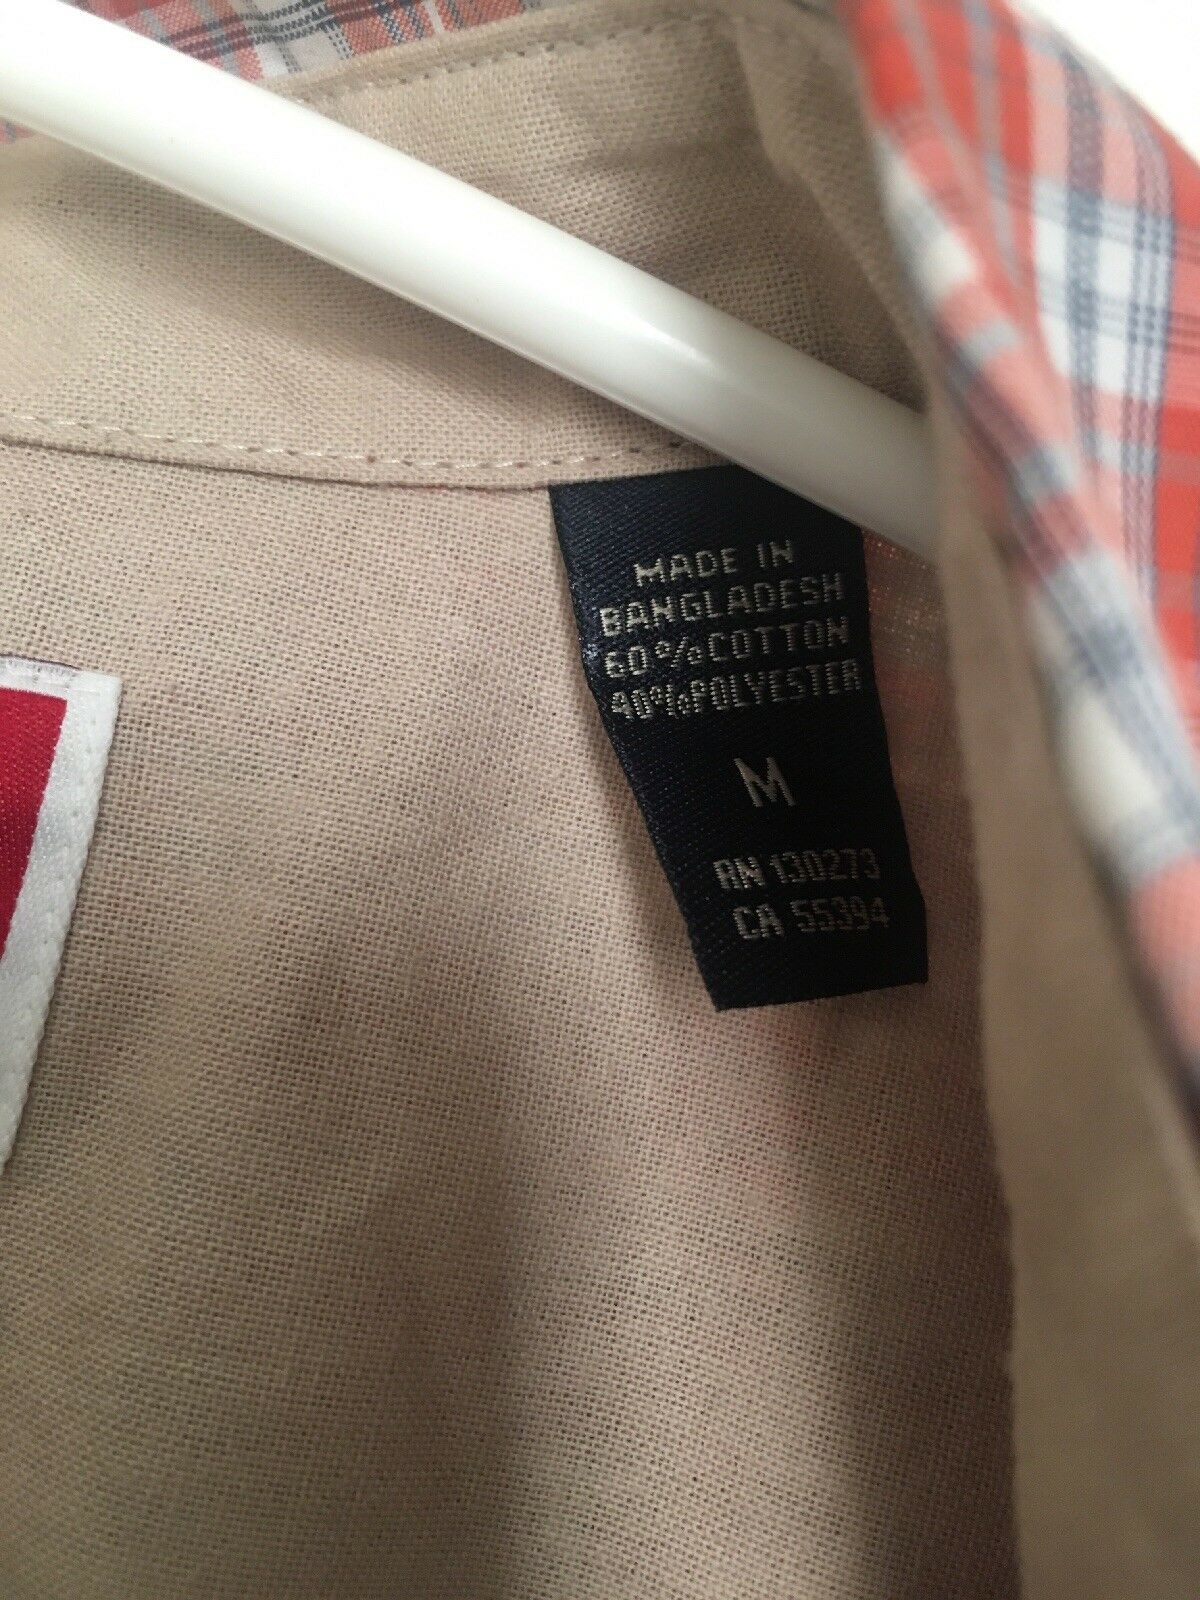 MADE IN
BANGLADESH
60% COTTON
40% POLYESTER
M
RN 130273
CA 55394